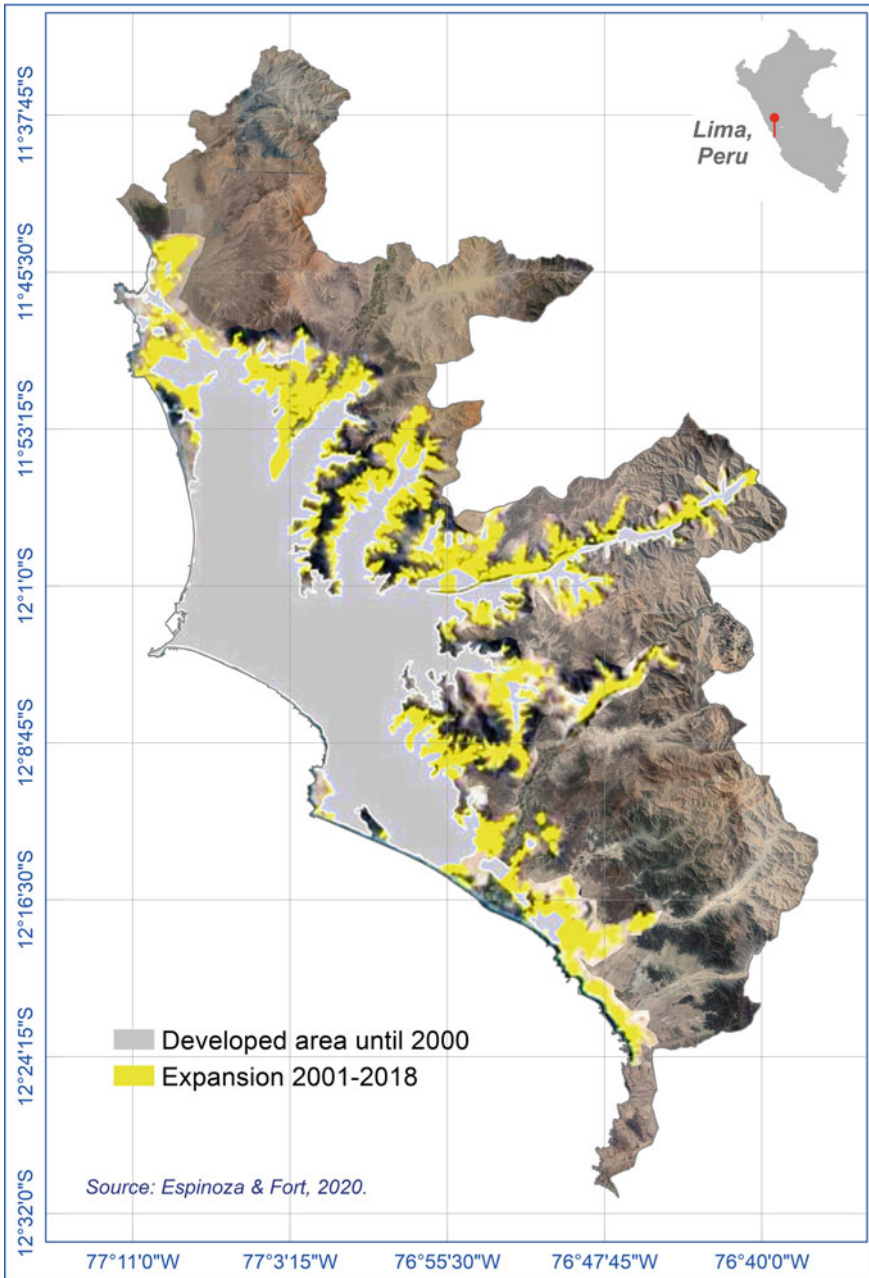 Lima,
Peru
11°37'45"S
11°45'30"S
11°53'15"S
12°1'0"S
12°8'45"S
12°16'30"S
12°24'15"S
12°32'0"S
Developed area until 2000
Expansion 2001-2018
Source: Espinoza & Fort, 2020.
77°11'0"W 77°3'15"W 76°55'30"W 76°47'45"W 76°40'0"W